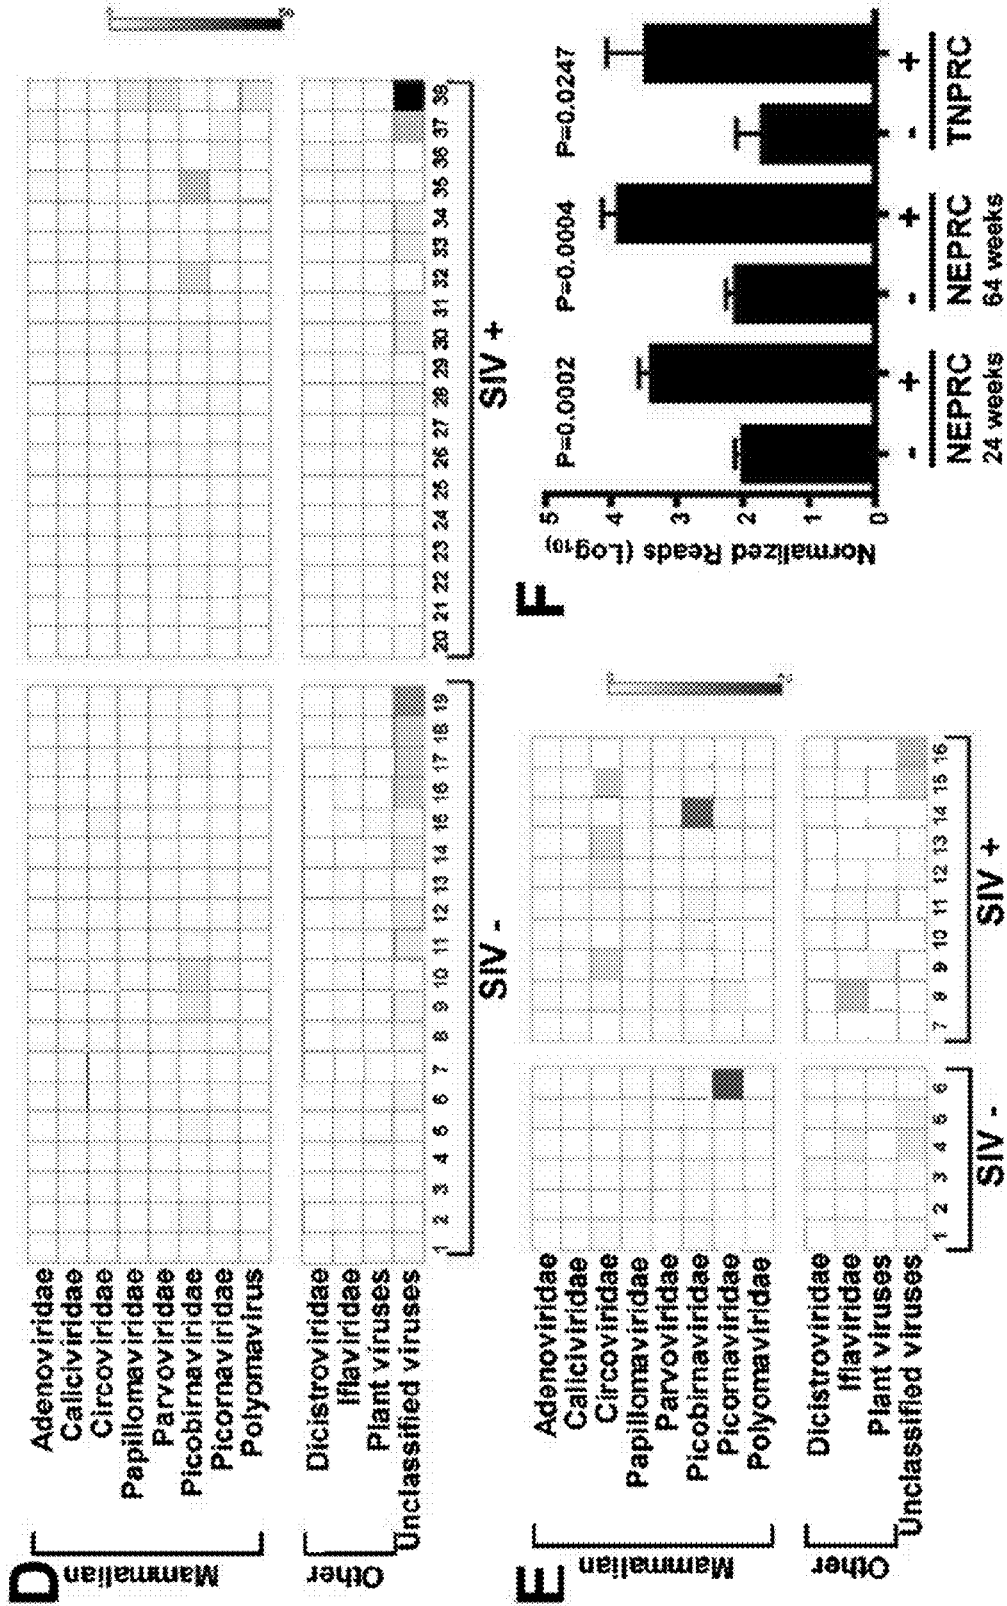 D
Mammalian
Adenoviridae
Caliciviridae
Circoviridae
Papillomaviridae
Parvoviridae
Picobirnaviridae
Picornaviridae
Polyomavirus
Other
Dicistroviridae
Iflaviridae
Plant viruses
Unclassified viruses
1 2 3 4 5 6 7 8 9 10 11 12 13 14 15 16 17 18 19
SIV -
20 21 22 23 24 25 26 27 28 29 30 31 32 33 34 35 36 37 38
SIV +
E
Mammalian
Adenoviridae
Caliciviridae
Circoviridae
Papillomaviridae
Parvoviridae
Picobirnaviridae
Picornaviridae
Polyomaviridae
Other
Dicistroviridae
Iflaviridae
Plant viruses
Unclassified viruses
1 2 3 4 5 6
SIV -
7 8 9 10 11 12 13 14 15 16
SIV +
F
Normalized Reads (Log10)
5
4
3
2
1
0
P=0.0002 P=0.0004 P=0.0247
- + - + - +
NEPRC NEPRC TNPRC
24 weeks 64 weeks